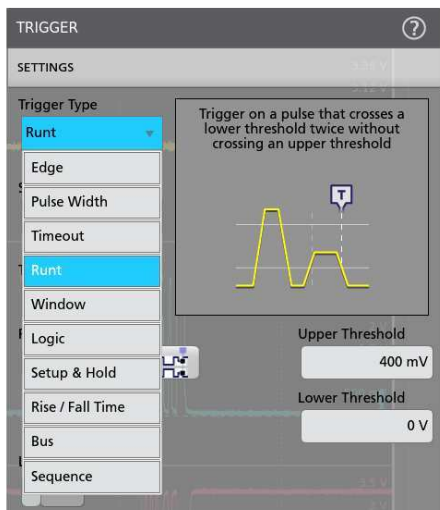 TRIGGER
?
SETTINGS
Trigger Type
Runt
Edge
Pulse Width
Timeout
Runt
Window
Logic
Setup & Hold
Rise / Fall Time
Bus
Sequence
Trigger on a pulse that crosses a
lower threshold twice without
crossing an upper threshold
T
Upper Threshold
400 mV
Lower Threshold
0 V